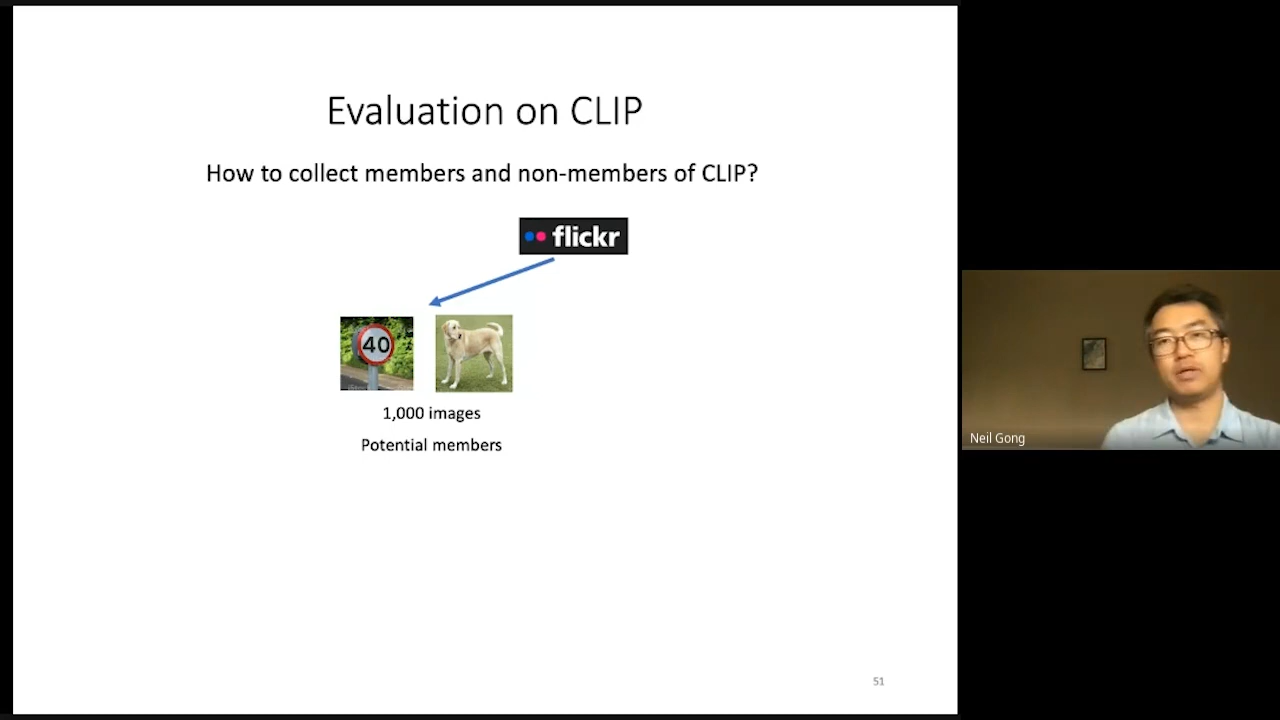 Evaluation on CLIP
How to collect members and non-members of CLIP?
flickr
40
1,000 images
Potential members
51
Neil Gong